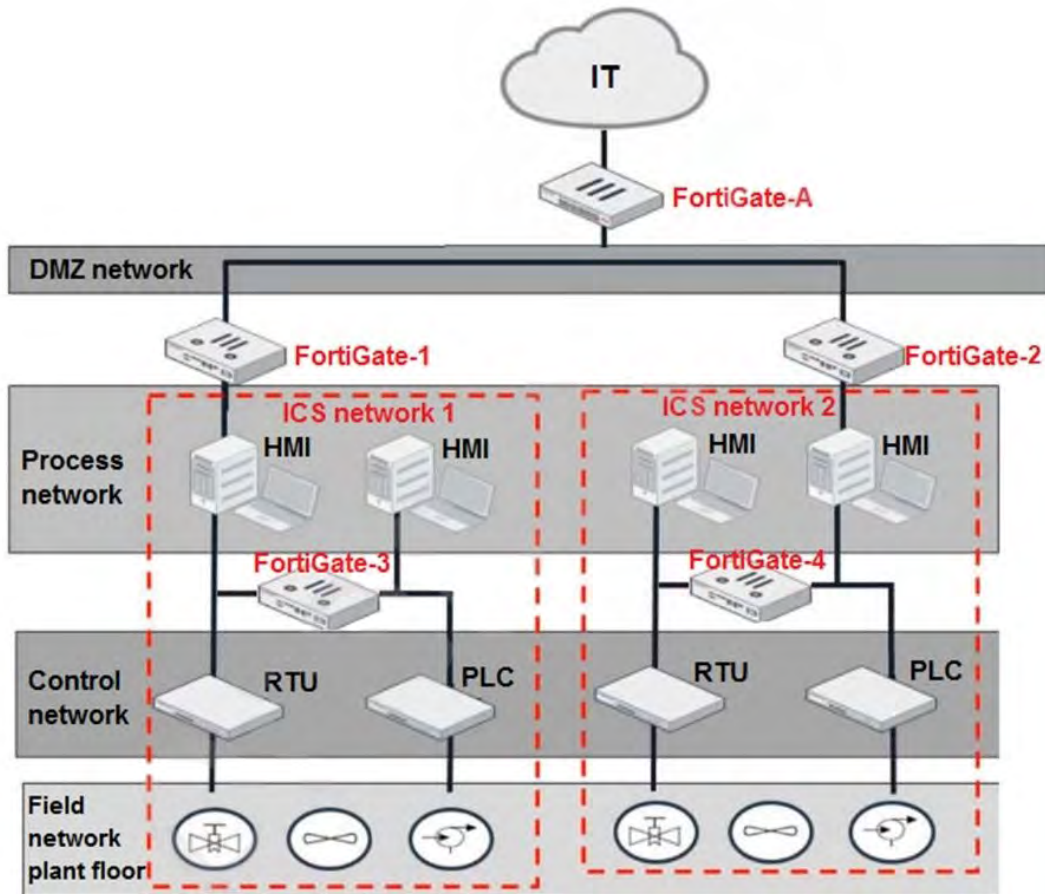 IT
FortiGate-A
DMZ network
FortiGate-1
FortiGate-2
ICS network 1
ICS network 2
HMI
HMI
HMI
HMI
Process
network
FortiGate-3
FortiGate-4
Control
network
RTU
PLC
RTU
PLC
Field
network
plant floor